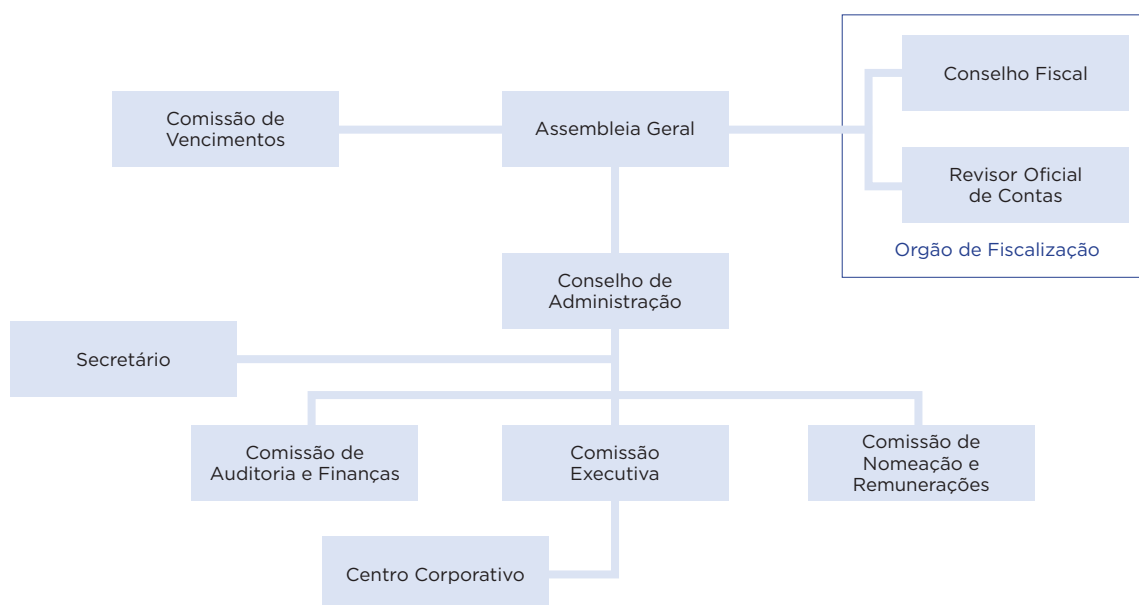 Conselho Fiscal
Comissão de
Vencimentos
Assembleia Geral
Revisor Oficial
de Contas
Orgão de Fiscalização
Conselho de
Administração
Secretário
Comissão de
Auditoria e Finanças
Comissão
Executiva
Comissão de
Nomeação e
Remunerações
Centro Corporativo